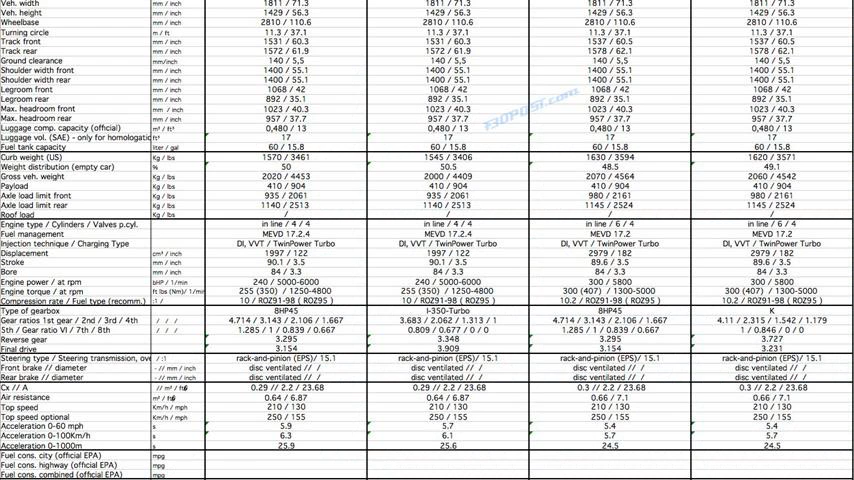 Veh. width mm / inch 1811 / 71.3 1811 / 71.3 1811 / 71.3 1811 / 71.3
Veh. height mm / inch 1429 / 56.3 1429 / 56.3 1429 / 56.3 1429 / 56.3
Wheelbase mm / inch 2810 / 110.6 2810 / 110.6 2810 / 110.6 2810 / 110.6
Turning circle m / ft 11.3 / 37.1 11.3 / 37.1 11.3 / 37.1 11.3 / 37.1
Track front mm / inch 1531 / 60.3 1531 / 60.3 1537 / 60.5 1537 / 60.5
Track rear mm / inch 1572 / 61.9 1572 / 61.9 1578 / 62.1 1578 / 62.1
Ground clearance mm/inch 140 / 5,5 140 / 5,5 140 / 5,5 140 / 5,5
Shoulder width front mm / inch 1400 / 55.1 1400 / 55.1 1400 / 55.1 1400 / 55.1
Shoulder width rear mm / inch 1400 / 55.1 1400 / 55.1 1400 / 55.1 1400 / 55.1
Legroom front mm / inch 1068 / 42 1068 / 42 1068 / 42 1068 / 42
Legroom rear mm / inch 892 / 35.1 892 / 35.1 892 / 35.1 892 / 35.1
Max. headroom front mm / inch 1023 / 40.3 1023 / 40.3 1023 / 40.3 1023 / 40.3
Max. headroom rear mm / inch 957 / 37.7 957 / 37.7 957 / 37.7 957 / 37.7
F30POST.com
Luggage comp. capacity (official) m³ / ft³ 0,480 / 13 0,480 / 13 0,480 / 13 0,480 / 13
Luggage vol. (SAE) - only for homologatic ft³ 17 17 17 17
Fuel tank capacity liter / gal 60 / 15.8 60 / 15.8 60 / 15.8 60 / 15.8
Curb weight (US) Kg / lbs 1570 / 3461 1545 / 3406 1630 / 3594 1620 / 3571
Weight distribution (empty car) % 50 50.5 48.5 49.1
Gross veh. weight Kg / lbs 2020 / 4453 2000 / 4409 2070 / 4564 2060 / 4542
Payload Kg / lbs 410 / 904 410 / 904 410 / 904 410 / 904
Axle load limit front Kg / lbs 935 / 2061 935 / 2061 980 / 2161 980 / 2161
Axle load limit rear Kg / lbs 1140 / 2513 1140 / 2513 1145 / 2524 1145 / 2524
Roof load Kg / lbs / / / /
Engine type / Cylinders / Valves p.cyl. in line / 4 / 4 in line / 4 / 4 in line / 6 / 4 in line / 6 / 4
Fuel management MEVD 17.2.4 MEVD 17.2.4 MEVD 17.2 MEVD 17.2
Injection technique / Charging Type DI, VVT / TwinPower Turbo DI, VVT / TwinPower Turbo DI, VVT / TwinPower Turbo DI, VVT / TwinPower Turbo
Displacement cm³ / inch 1997 / 122 1997 / 122 2979 / 182 2979 / 182
Stroke mm / inch 90.1 / 3.5 90.1 / 3.5 89.6 / 3.5 89.6 / 3.5
Bore mm / inch 84 / 3.3 84 / 3.3 84 / 3.3 84 / 3.3
Engine power / at rpm bHP / 1/min 240 / 5000-6000 240 / 5000-6000 300 / 5800 300 / 5800
Engine torque / at rpm ft lbs (Nm)/ 1/min 255 (350) / 1250-4800 255 (350) / 1250-4800 300 (407) / 1300-5000 300 (407) / 1300-5000
Compression rate / Fuel type (recomm.) :1 / 10 / ROZ91-98 ( ROZ95 ) 10 / ROZ91-98 ( ROZ95 ) 10.2 / ROZ91-98 ( ROZ95 ) 10.2 / ROZ91-98 ( ROZ95 )
Type of gearbox 8HP45 I-350-Turbo 8HP45 K
Gear ratios 1st gear / 2nd / 3rd / 4th / / / 4.714 / 3.143 / 2.106 / 1.667 3.683 / 2.062 / 1.313 / 1 4.714 / 3.143 / 2.106 / 1.667 4.11 / 2.315 / 1.542 / 1.179
5th / Gear ratio VI / 7th / 8th / / / 1.285 / 1 / 0.839 / 0.667 0.809 / 0.677 / 0 / 0 1.285 / 1 / 0.839 / 0.667 1 / 0.846 / 0 / 0
Reverse gear 3.295 3.348 3.295 3.727
Final drive 3.154 3.909 3.154 3.231
Steering type / Steering transmission, ove / :1 rack-and-pinion (EPS)/ 15.1 rack-and-pinion (EPS)/ 15.1 rack-and-pinion (EPS)/ 15.1 rack-and-pinion (EPS)/ 15.1
Front brake // diameter - // mm / inch disc ventilated // / disc ventilated // / disc ventilated // / disc ventilated // /
Rear brake // diameter - // mm / inch disc ventilated // / disc ventilated // / disc ventilated // / disc ventilated // /
Cx // A 0.29 // 2.2 / 23.68 0.29 // 2.2 / 23.68 0.3 // 2.2 / 23.68 0.3 // 2.2 / 23.68
Air resistance 0.64 / 6.87 0.64 / 6.87 0.66 / 7.1 0.66 / 7.1
Top speed Km/h / mph 210 / 130 210 / 130 210 / 130 210 / 130
Top speed optional Km/h / mph 250 / 155 250 / 155 250 / 155 250 / 155
Acceleration 0-60 mph s 5.9 5.7 5.4 5.4
Acceleration 0-100Km/h s 6.3 6.1 5.7 5.7
Acceleration 0-1000m s 25.9 25.6 24.5 24.5
Fuel cons. city (official EPA) mpg
Fuel cons. highway (official EPA) mpg
Fuel cons. combined (official EPA) mpg